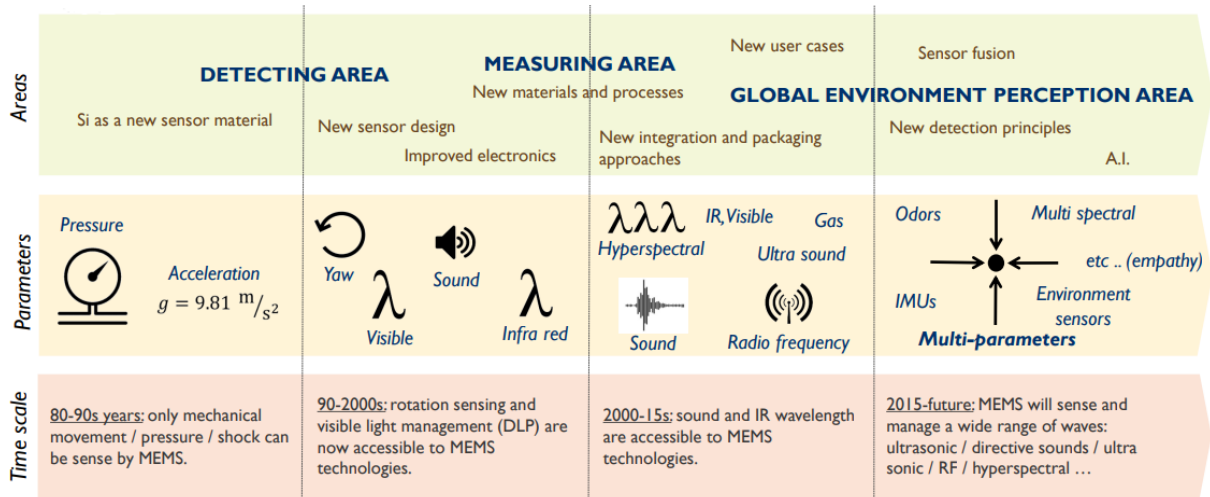 Areas
New user cases
Sensor fusion
MEASURING AREA
DETECTING AREA
New materials and processes
GLOBAL ENVIRONMENT PERCEPTION AREA
Si as a new sensor material
New sensor design
New integration and packaging
approaches
New detection principles
Improved electronics
A.I.
Parameters
Pressure
Acceleration
g = 9.81 m/s²
Yaw
Sound
λ
Visible
λ
Infra red
λλλ
Hyperspectral
IR,Visible
Gas
Ultra sound
Sound
Radio frequency
Odors
Multi spectral
etc .. (empathy)
IMUs
Environment
sensors
Multi-parameters
Time scale
80-90s years: only mechanical
movement / pressure / shock can
be sense by MEMS.
90-2000s: rotation sensing and
visible light management (DLP) are
now accessible to MEMS
technologies.
2000-15s: sound and IR wavelength
are accessible to MEMS
technologies.
2015-future: MEMS will sense and
manage a wide range of waves:
ultrasonic / directive sounds / ultra
sonic / RF / hyperspectral ...